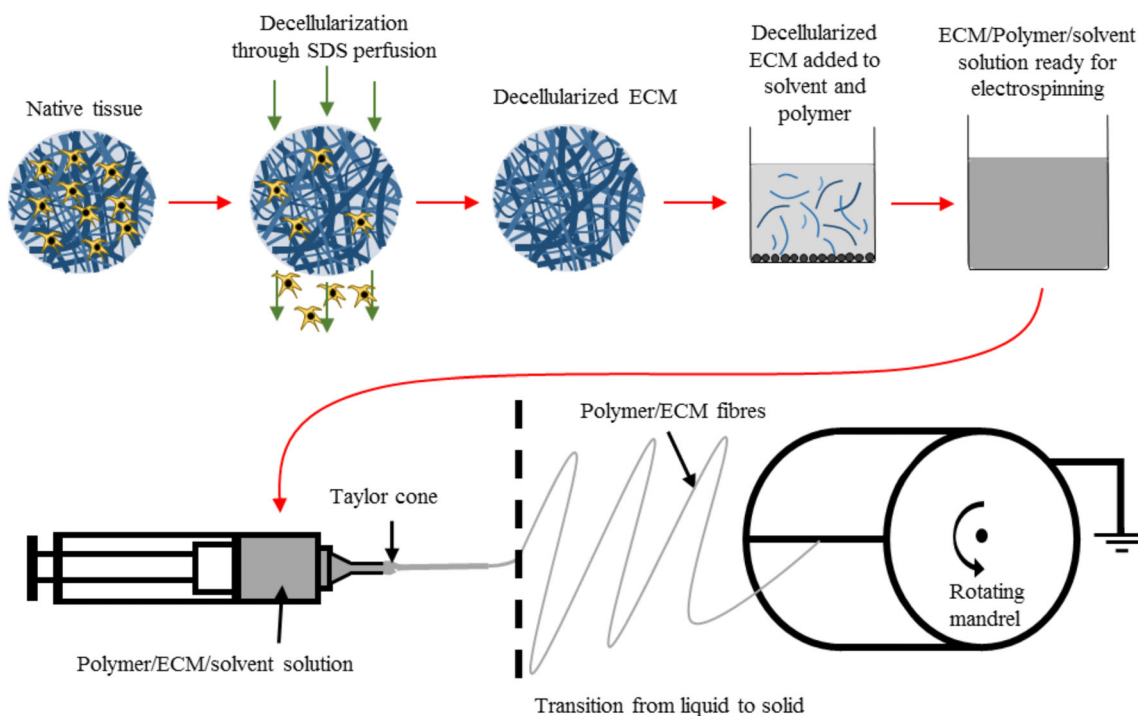 Native tissue
Decellularization
through SDS perfusion
Decellularized ECM
Decellularized
ECM added to
solvent and
polymer
ECM/Polymer/solvent
solution ready for
electrospinning
Polymer/ECM fibres
Taylor cone
Rotating
mandrel
Polymer/ECM/solvent solution
Transition from liquid to solid